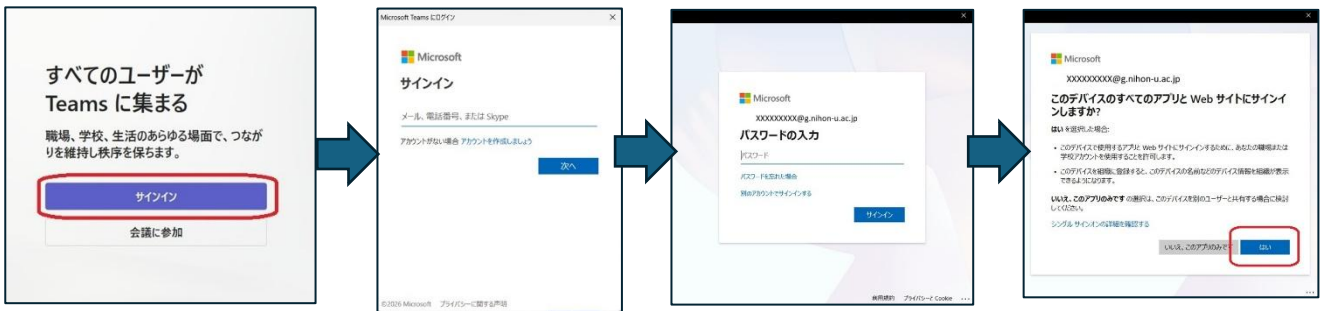 すべてのユーザーが
Teams に集まる
職場、学校、生活のあらゆる場面で、つなが
りを維持し秩序を保ちます。
サインイン
会議に参加
Microsoft Teams にログイン
Microsoft
サインイン
メール、電話番号、または Skype
アカウントがない場合 アカウントを作成しましょう
次へ
©2026 Microsoft プライバシーに関する声明
Microsoft
XXXXXXXXX@g.nihon-u.ac.jp
パスワードの入力
パスワード
パスワードを忘れた場合
別のアカウントでサインインする
サインイン
利用規約 プライバシーと Cookie ...
Microsoft
XXXXXXXXX@g.nihon-u.ac.jp
このデバイスのすべてのアプリと Web サイトにサインイ
ンしますか?
はい を選択した場合:
• このデバイスで使用するアプリと Web サイトにサインインするために、あなたの職場または
学校アカウントを使用することを許可します。
• このデバイスを組織に登録すると、このデバイスの名前などのデバイス情報を組織が表示
できるようになります。
いいえ、このアプリのみです の選択は、このデバイスを別のユーザーと共有する場合に検討
してください。
シングル サインオンの詳細を確認する
いいえ、このアプリのみです
はい
...